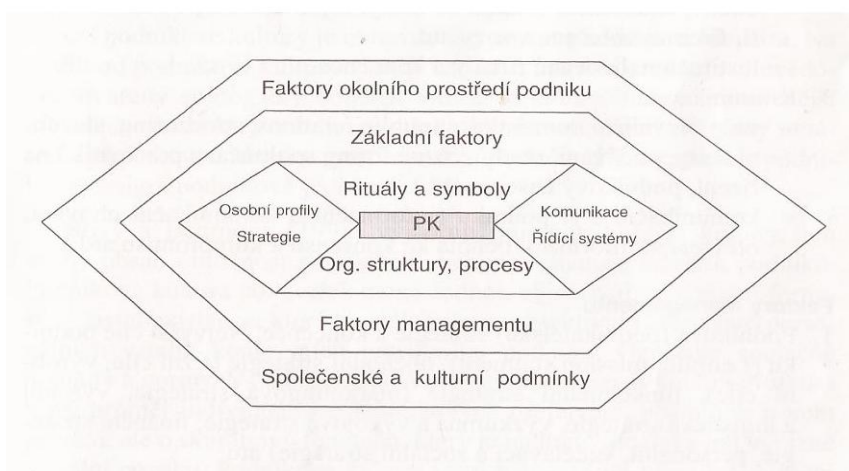 Faktory okolního prostředí podniku
Základní faktory
Rituály a symboly
Osobní profily
Strategie
PK
Komunikace
Řídící systémy
Org. struktury, procesy
Faktory managementu
Společenské a kulturní podmínky